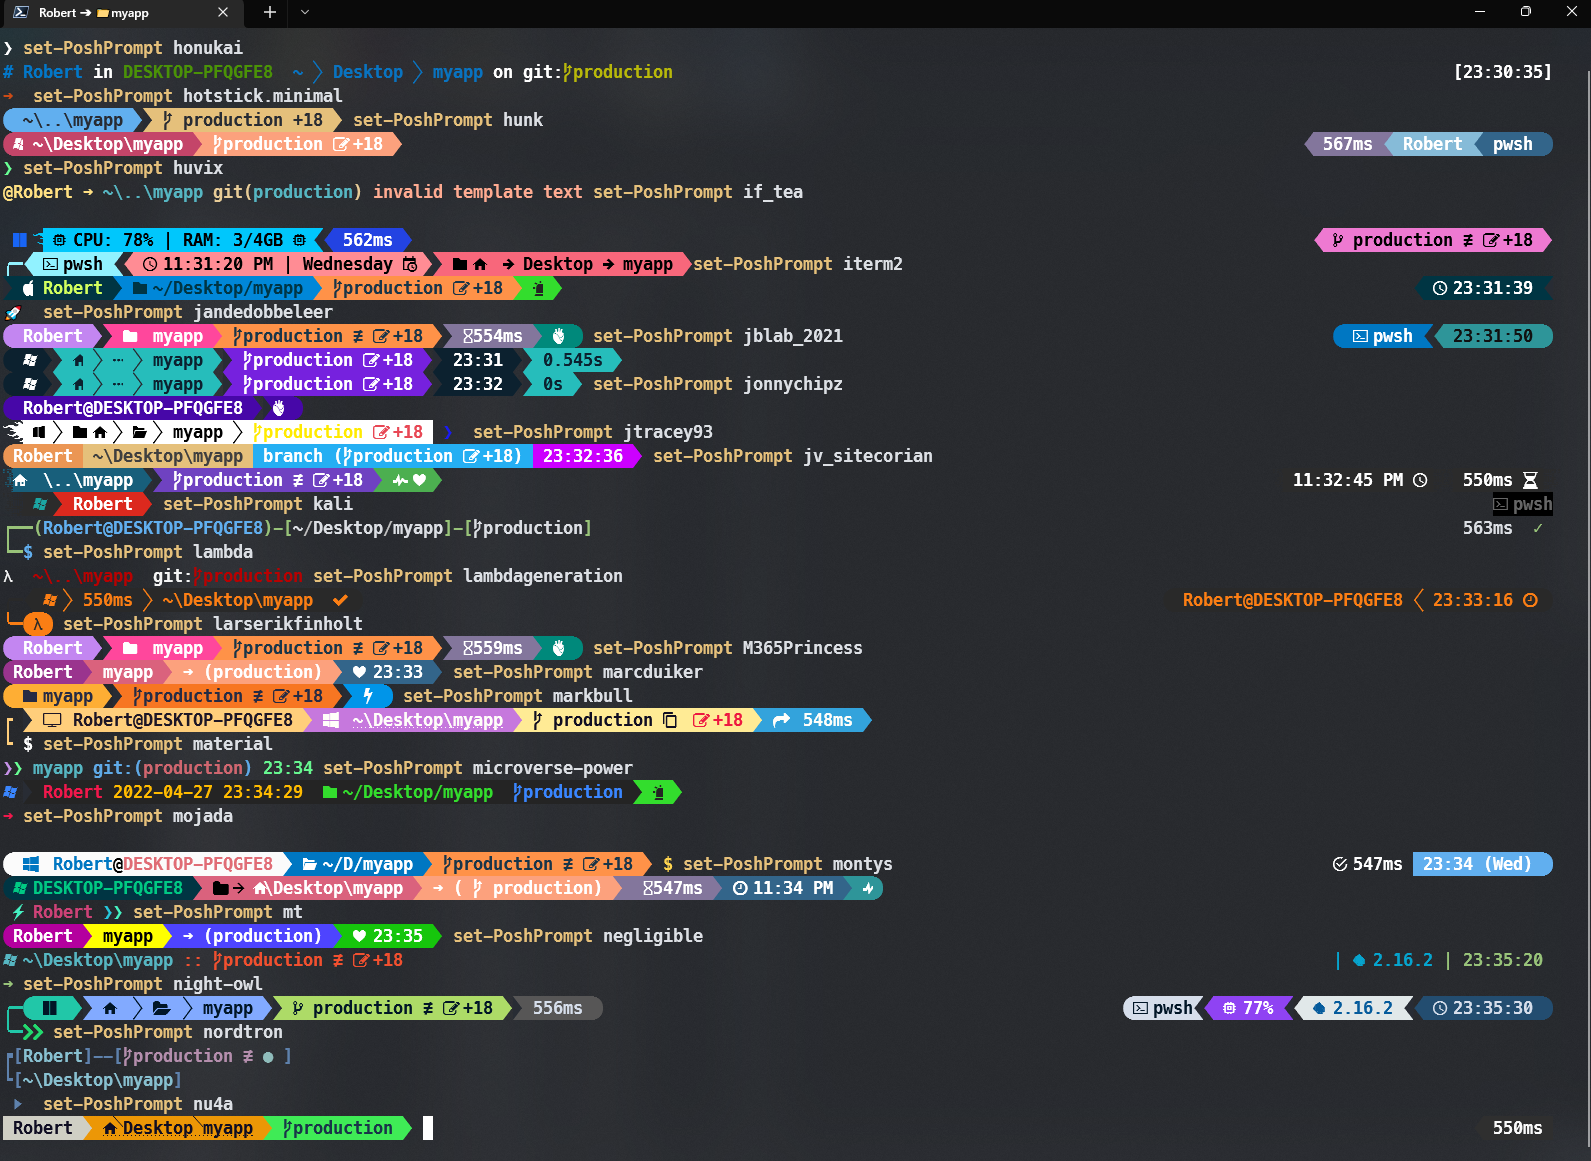 Robert → myapp
❯ set-PoshPrompt honukai
# Robert in DESKTOP-PFQGFE8 ~ Desktop myapp on git:production [23:30:35]
→ set-PoshPrompt hotstick.minimal
~\..\myapp production +18 set-PoshPrompt hunk
~\Desktop\myapp production +18 567ms Robert pwsh
❯ set-PoshPrompt huvix
@Robert → ~\..\myapp git(production) invalid template text set-PoshPrompt if_tea
CPU: 78% | RAM: 3/4GB 562ms production ≢ +18
pwsh 11:31:20 PM | Wednesday → Desktop → myapp set-PoshPrompt iterm2
Robert ~/Desktop/myapp production +18 23:31:39
set-PoshPrompt jandedobbeleer
Robert myapp production ≢ +18 554ms set-PoshPrompt jblab_2021 pwsh 23:31:50
·· myapp production +18 23:31 0.545s
·· myapp production +18 23:32 0s set-PoshPrompt jonnychipz
Robert@DESKTOP-PFQGFE8
myapp production +18 ❯ set-PoshPrompt jtracey93
Robert ~\Desktop\myapp branch (production +18) 23:32:36 set-PoshPrompt jv_sitecorian
\..\myapp production ≢ +18 11:32:45 PM 550ms
Robert set-PoshPrompt kali pwsh
(Robert@DESKTOP-PFQGFE8)-[~/Desktop/myapp]-[production] 563ms ✓
$ set-PoshPrompt lambda
λ ~\..\myapp git:production set-PoshPrompt lambdageneration
550ms ~\Desktop\myapp ✔ Robert@DESKTOP-PFQGFE8 23:33:16
λ set-PoshPrompt larserikfinholt
Robert myapp production ≢ +18 559ms set-PoshPrompt M365Princess
Robert myapp → (production) ♥ 23:33 set-PoshPrompt marcduiker
myapp production ≢ +18 set-PoshPrompt markbull
Robert@DESKTOP-PFQGFE8 ~\Desktop\myapp production +18 548ms
$ set-PoshPrompt material
❯❯ myapp git:(production) 23:34 set-PoshPrompt microverse-power
Robert 2022-04-27 23:34:29 ~/Desktop/myapp production
→ set-PoshPrompt mojada
Robert@DESKTOP-PFQGFE8 ~/D/myapp production ≢ +18 $ set-PoshPrompt montys 547ms 23:34 (Wed)
DESKTOP-PFQGFE8 → \Desktop\myapp → ( production) 547ms 11:34 PM
⚡ Robert ❯❯ set-PoshPrompt mt
Robert myapp → (production) ♥ 23:35 set-PoshPrompt negligible
~\Desktop\myapp :: production ≢ +18 | 2.16.2 | 23:35:20
→ set-PoshPrompt night-owl
myapp production ≢ +18 556ms pwsh 77% 2.16.2 23:35:30
set-PoshPrompt nordtron
[Robert]--[production ≢ ● ]
[~\Desktop\myapp]
set-PoshPrompt nu4a
Robert Desktop myapp production 550ms